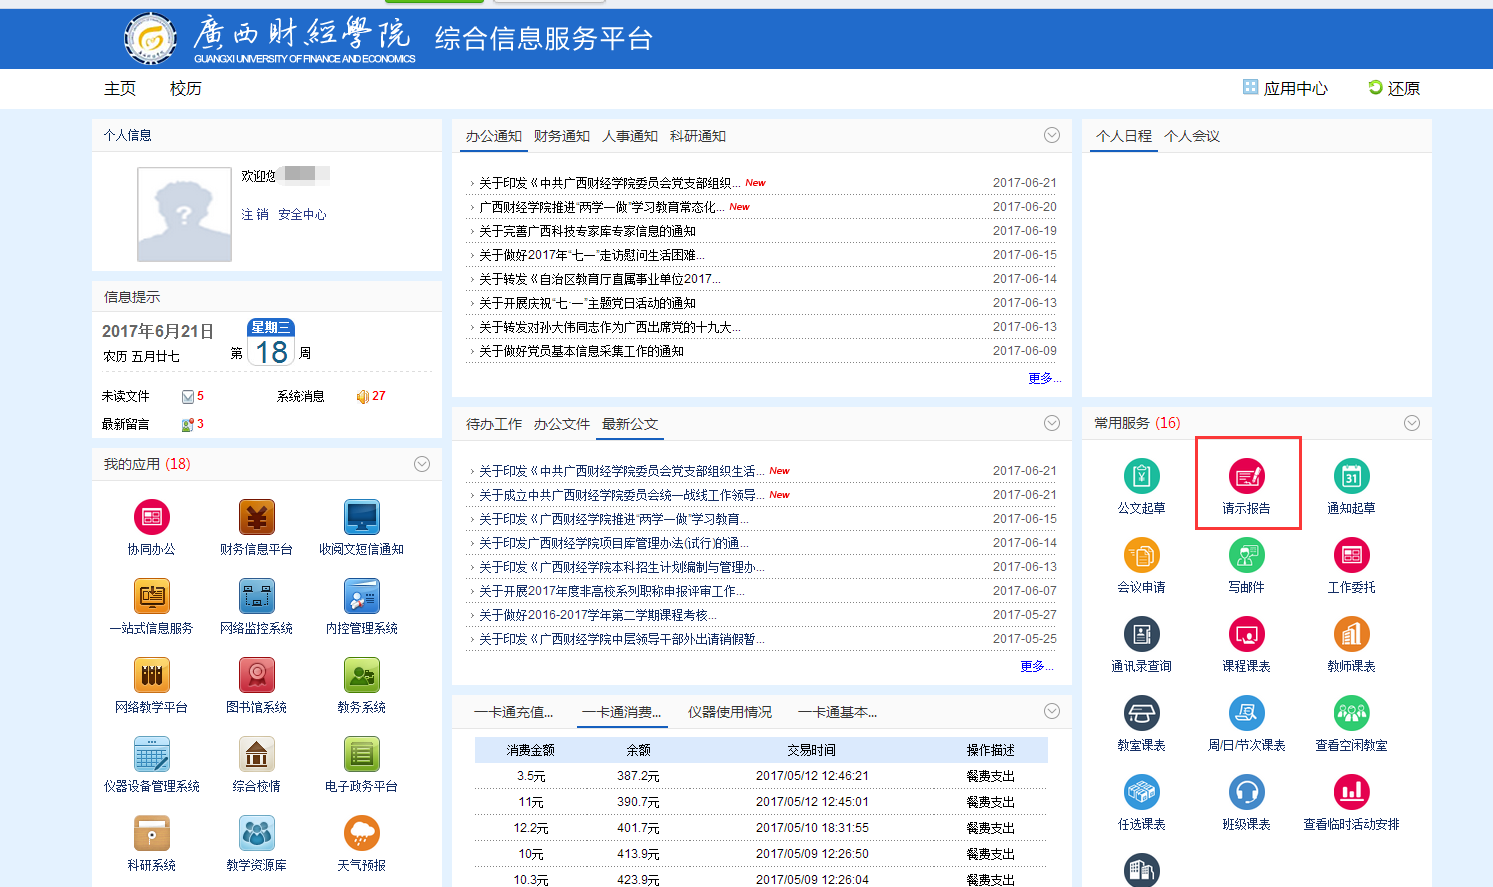 廣西财經學院 综合信息服务平台
GUANGXI UNIVERSITY OF FINANCE AND ECONOMICS
主页 校历 应用中心 还原
个人信息
欢迎您
注 销 安全中心
信息提示
2017年6月21日
农历 五月廿七
第
星期三
18
周
未读文件 5 系统消息 27
最新留言 3
我的应用 (18)
协同办公 财务信息平台 收阅文短信通知
一站式信息服务 网络监控系统 内控管理系统
网络教学平台 图书馆系统 教务系统
仪器设备管理系统 综合校情 电子政务平台
科研系统 教学资源库 天气预报
办公通知 财务通知 人事通知 科研通知
关于印发《中共广西财经学院委员会党支部组织... New 2017-06-21
广西财经学院推进“两学一做”学习教育常态化... New 2017-06-20
关于完善广西科技专家库专家信息的通知 2017-06-19
关于做好2017年“七一”走访慰问生活困难... 2017-06-15
关于转发《自治区教育厅直属事业单位2017... 2017-06-14
关于开展庆祝“七·一”主题党日活动的通知 2017-06-13
关于转发对孙大伟同志作为广西出席党的十九大... 2017-06-13
关于做好党员基本信息采集工作的通知 2017-06-09
更多...
待办工作 办公文件 最新公文
关于印发《中共广西财经学院委员会党支部组织生活... New 2017-06-21
关于成立中共广西财经学院委员会统一战线工作领导... New 2017-06-21
关于印发《广西财经学院推进“两学一做”学习教育... 2017-06-15
关于印发广西财经学院项目库管理办法(试行)的通... 2017-06-14
关于印发《广西财经学院本科招生计划编制与管理办... 2017-06-13
关于开展2017年度非高校系列职称申报评审工作... 2017-06-07
关于做好2016-2017学年第二学期课程考核... 2017-05-27
关于印发《广西财经学院中层领导干部外出请销假暂... 2017-05-25
更多...
一卡通充值... 一卡通消费... 仪器使用情况 一卡通基本...
消费金额 余额 交易时间 操作描述
3.5元 387.2元 2017/05/12 12:46:21 餐费支出
11元 390.7元 2017/05/12 12:45:01 餐费支出
12.2元 401.7元 2017/05/10 18:31:55 餐费支出
10元 413.9元 2017/05/09 12:26:50 餐费支出
10.3元 423.9元 2017/05/09 12:26:04 餐费支出
个人日程 个人会议
常用服务 (16)
31
公文起草 请示报告 通知起草
会议申请 写邮件 工作委托
通讯录查询 课程课表 教师课表
教室课表 周/日/节次课表 查看空闲教室
任选课表 班级课表 查看临时活动安排